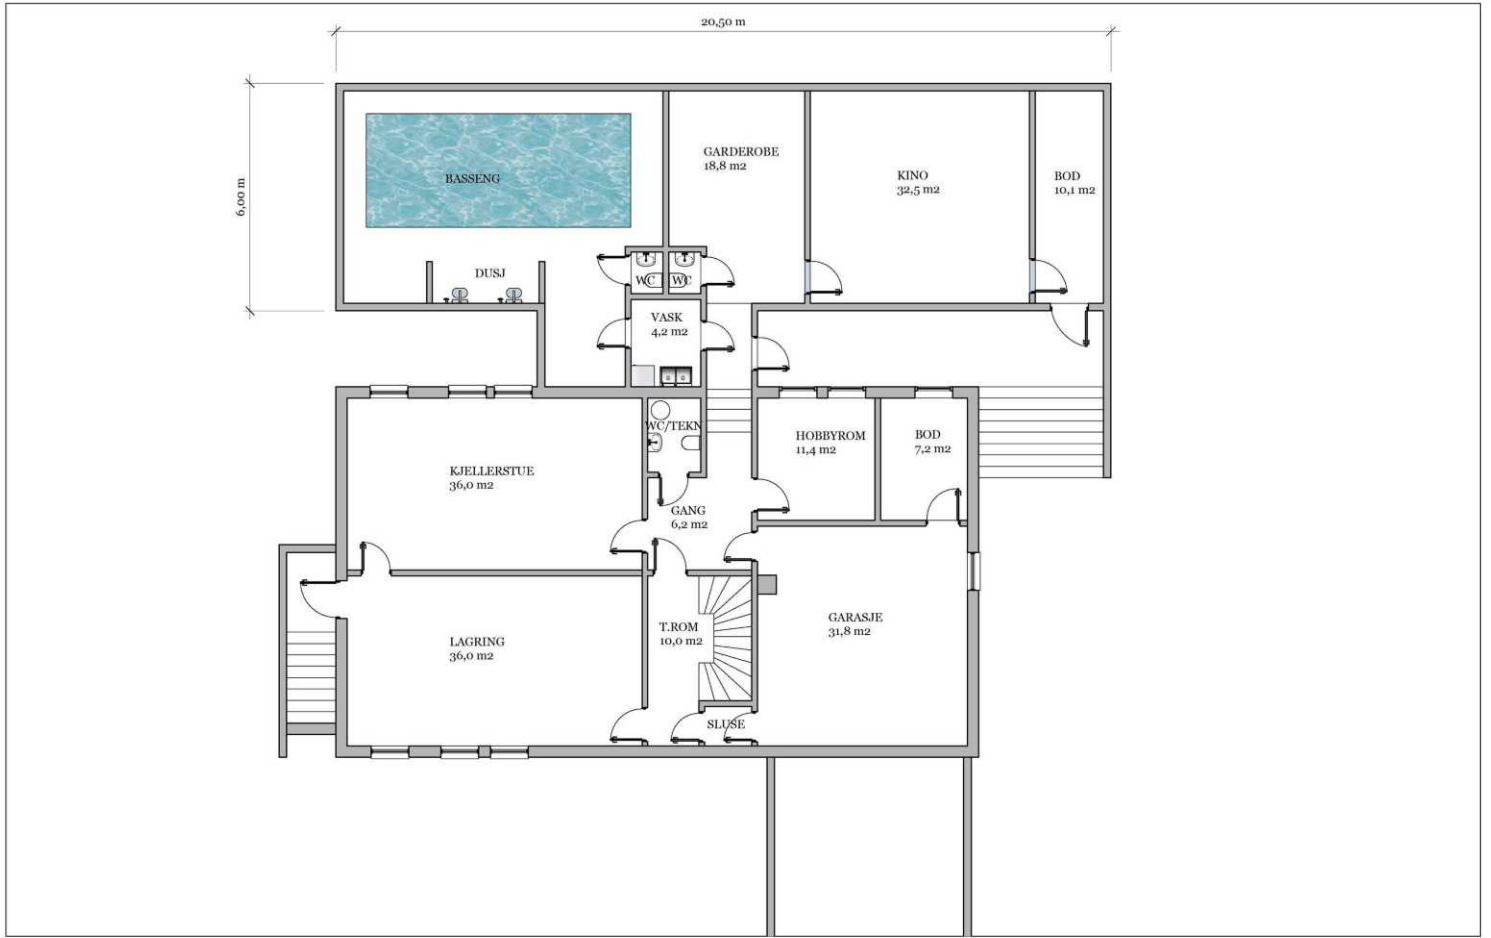 20,50 m
6,00 m
BASSENG
GARDEROBE
18,8 m2
KINO
32,5 m2
BOD
10,1 m2
DUSJ
WC
WC
VASK
4,2 m2
WC/TEKN
HOBBYROM
11,4 m2
BOD
7,2 m2
KJELLERSTUE
36,0 m2
GANG
6,2 m2
LAGRING
36,0 m2
T.ROM
10,0 m2
GARASJE
31,8 m2
SLUSE